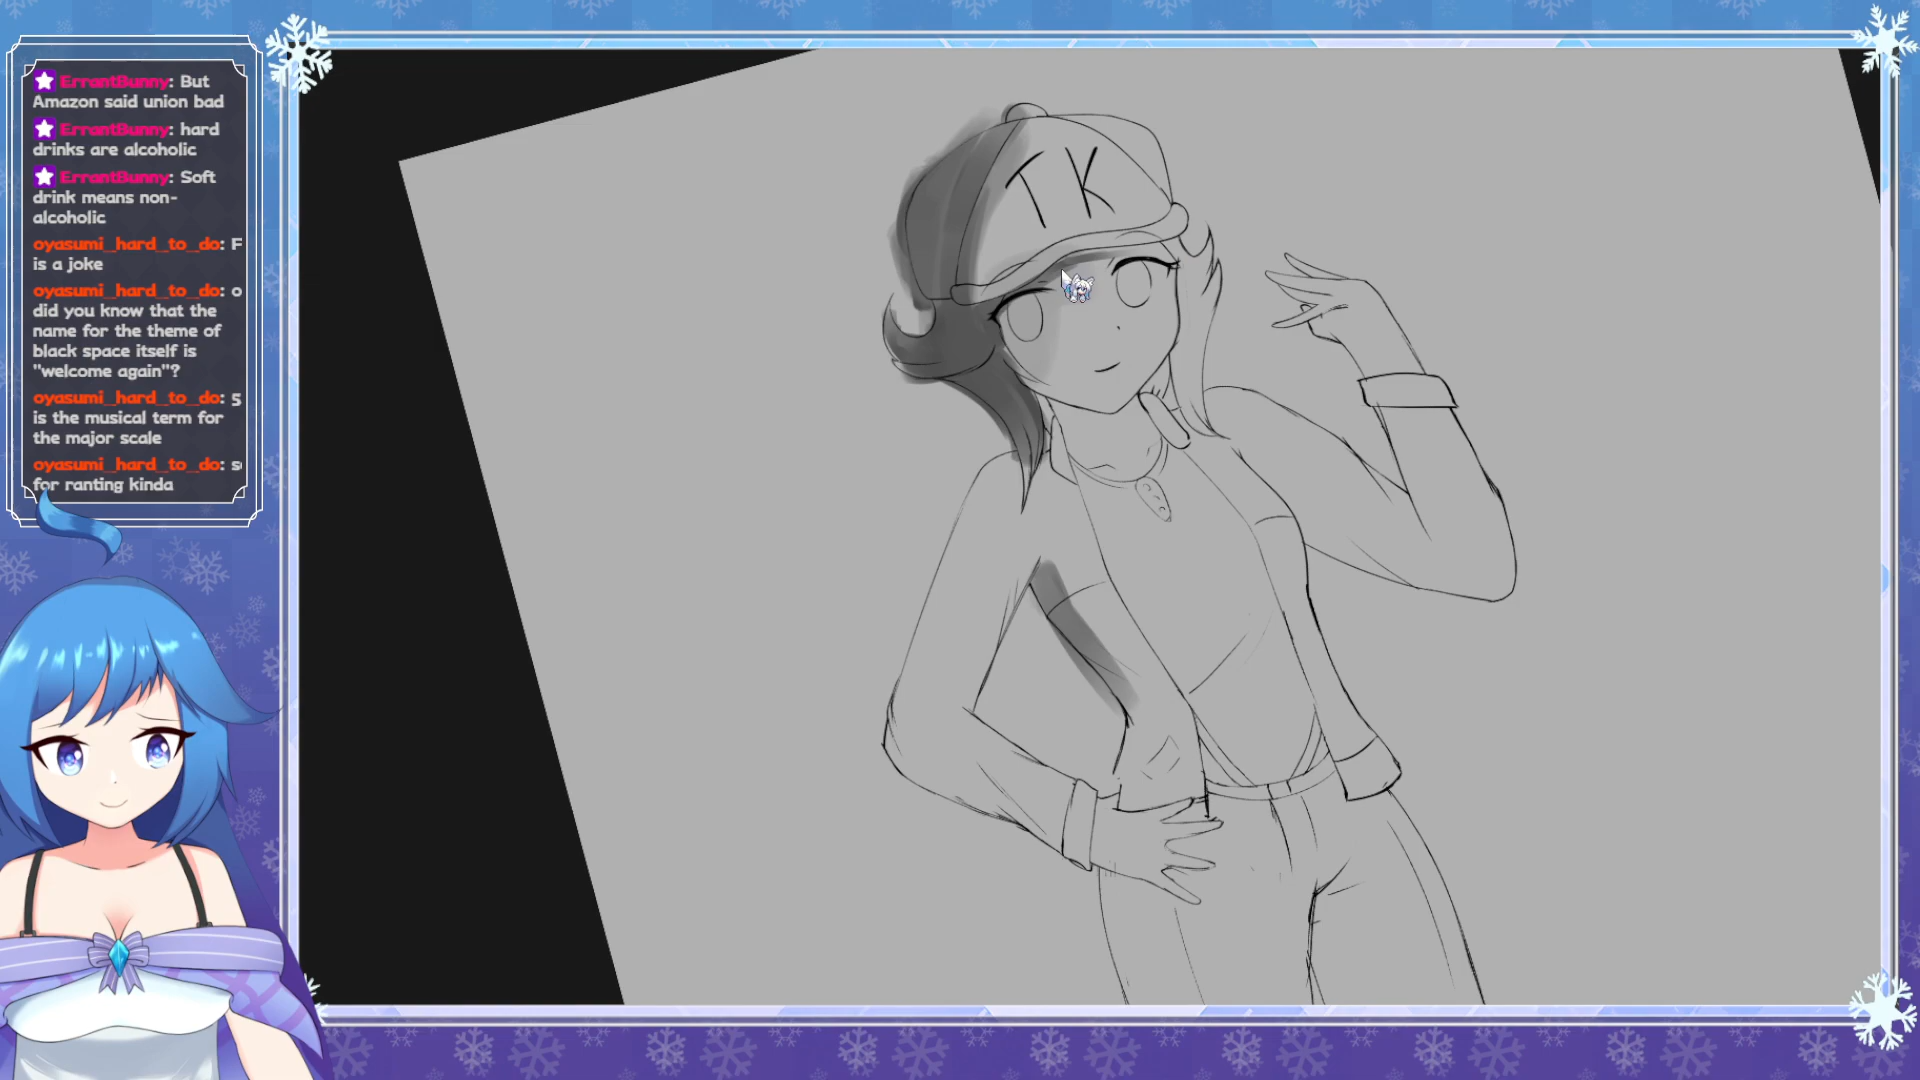 ErrantBunny: But
Amazon said union bad
ErrantBunny: hard
drinks are alcoholic
ErrantBunny: Soft
drink means non-
alcoholic
oyasumi_hard_to_do: F
is a joke
oyasumi_hard_to_do: o
did you know that the
name for the theme of
black space itself is
"welcome again"?
oyasumi_hard_to_do: 5
is the musical term for
the major scale
oyasumi_hard_to_do:
for ranting kinda
TK